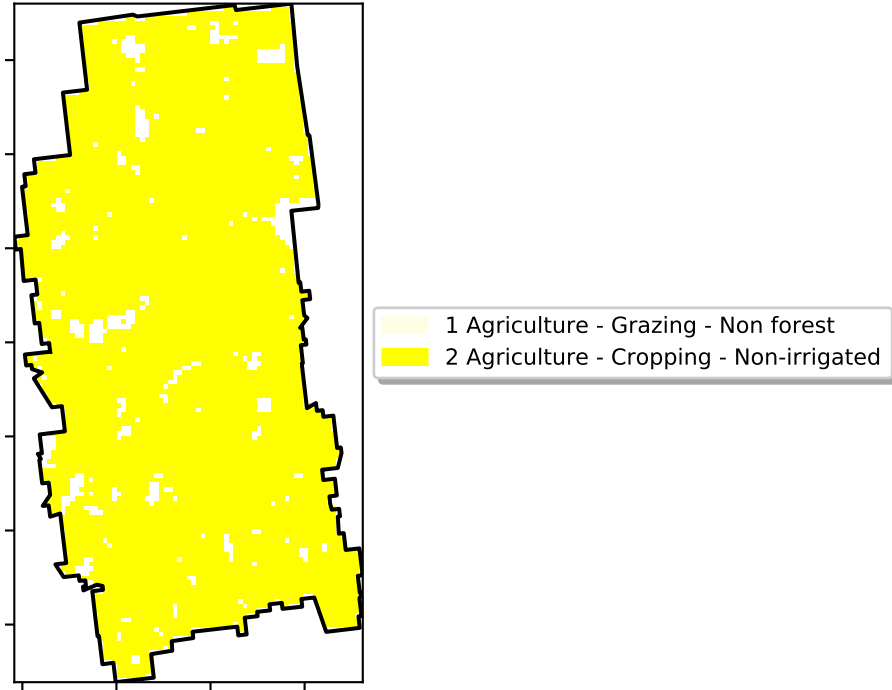 1 Agriculture - Grazing - Non forest
2 Agriculture - Cropping - Non-irrigated